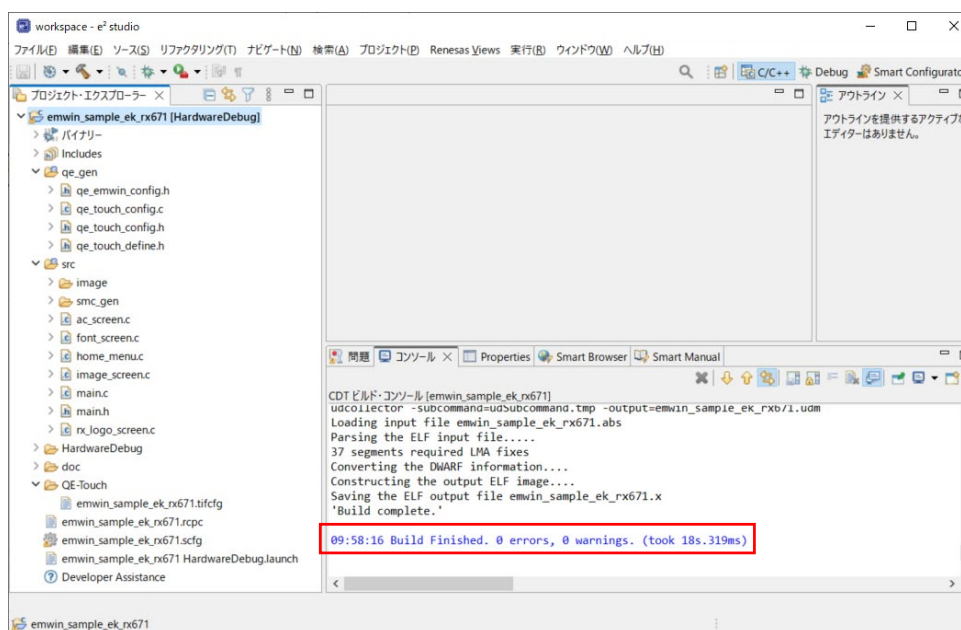 workspace - e² studio
ファイル(F) 編集(E) ソース(S) リファクタリング(T) ナビゲート(N) 検索(A) プロジェクト(P) Renesas Views 実行(R) ウィンドウ(W) ヘルプ(H)
C/C++ Debug Smart Configurato
プロジェクト・エクスプローラー
emwin_sample_ek_rx671 [HardwareDebug]
バイナリー
Includes
qe_gen
qe_emwin_config.h
qe_touch_config.c
qe_touch_config.h
qe_touch_define.h
src
image
smc_gen
ac_screen.c
font_screen.c
home_menu.c
image_screen.c
main.c
main.h
rx_logo_screen.c
HardwareDebug
doc
QE-Touch
emwin_sample_ek_rx671.tifcfg
emwin_sample_ek_rx671.rcpc
emwin_sample_ek_rx671.scfg
emwin_sample_ek_rx671 HardwareDebug.launch
Developer Assistance
アウトライン
アウトラインを提供するアクティブな
エディターはありません。
問題 コンソール Properties Smart Browser Smart Manual
CDT ビルド・コンソール [emwin_sample_ek_rx671]
udcollector -subcommand=udSubcommand.tmp -output=emwin_sample_ek_rx671.udm
Loading input file emwin_sample_ek_rx671.abs
Parsing the ELF input file.....
37 segments required LMA fixes
Converting the DWARF information....
Constructing the output ELF image....
Saving the ELF output file emwin_sample_ek_rx671.x
'Build complete.'
09:58:16 Build Finished. 0 errors, 0 warnings. (took 18s.319ms)
emwin_sample_ek_rx671